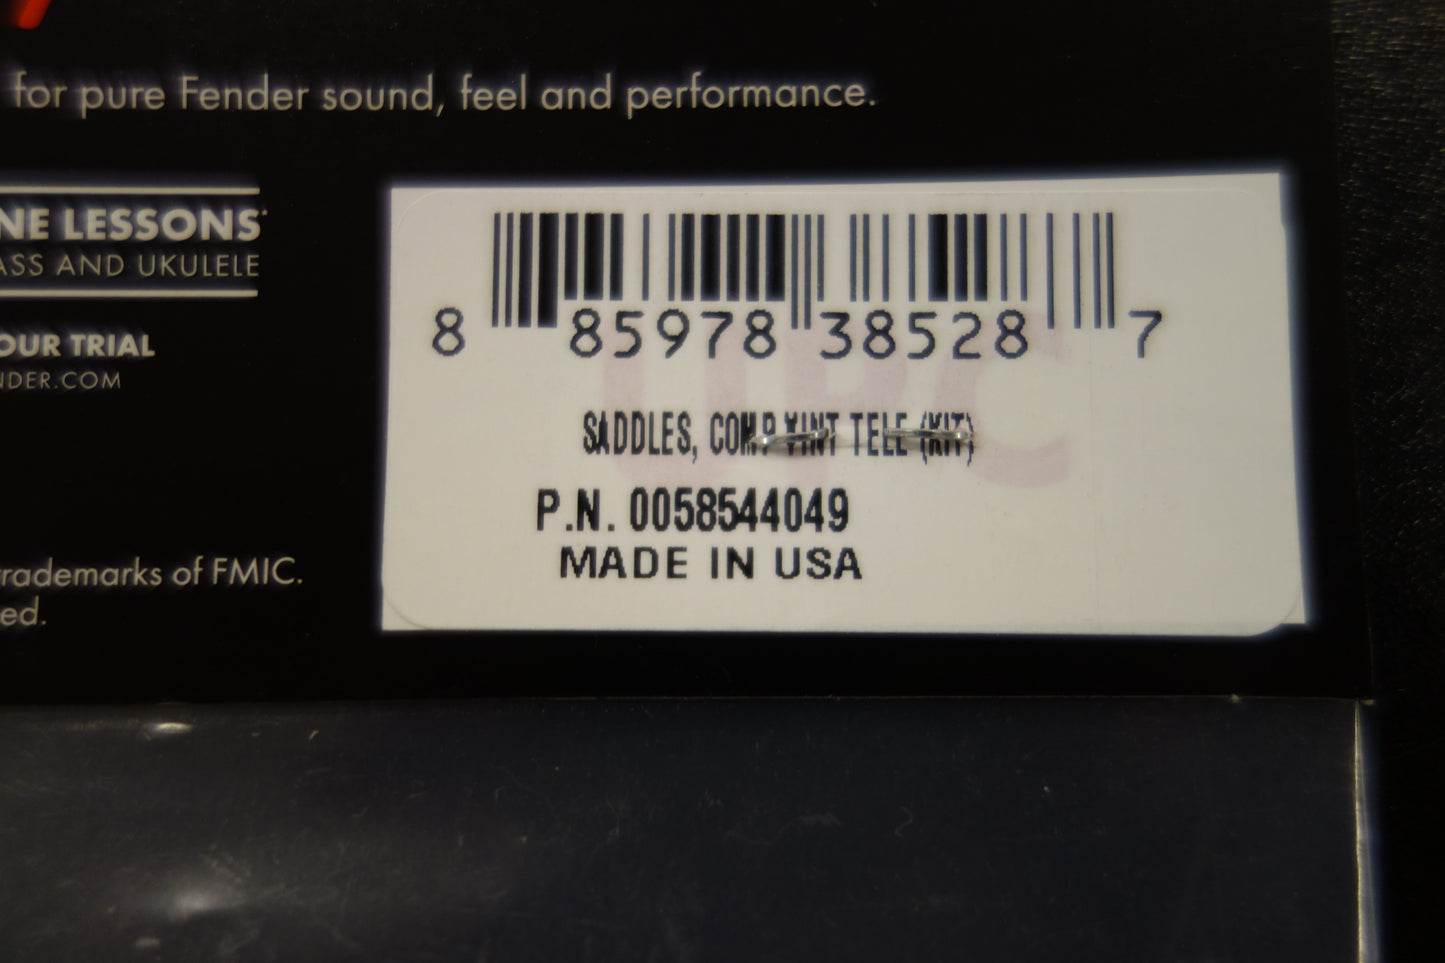 for pure Fender sound, feel and performance.
NE LESSONS
ASS AND UKULELE
OUR TRIAL
NDER.COM
rademarks of FMIC.
ed.
8 85978 38528 7
UPC
SADDLES, COMP VINT TELE (KIT)
P.N. 0058544049
MADE IN USA